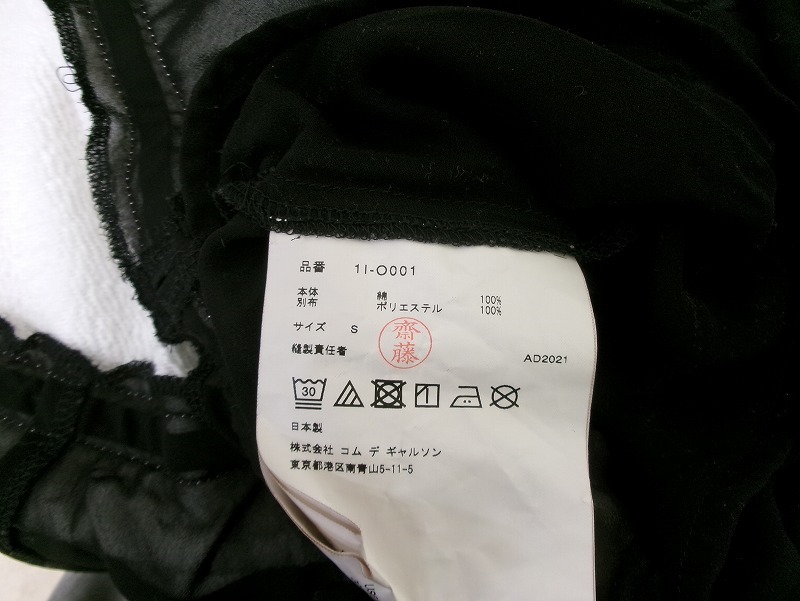 品番 1I-O001
本体 綿 100%
別布 ポリエステル 100%
サイズ S
縫製責任者 齋藤 AD2021
30
日本製
株式会社 コム デ ギャルソン
東京都港区南青山5-11-5